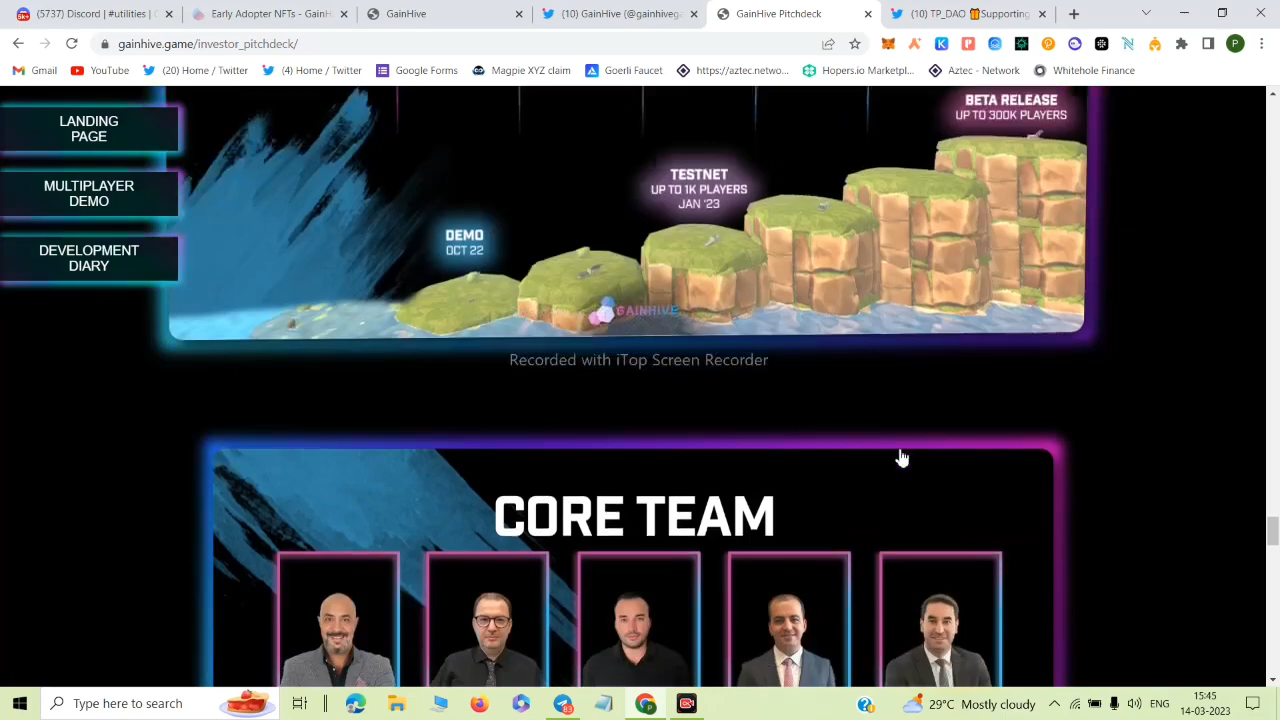 (5737) Discord | #utilities | C
Early Adopter NFTs - GainH
GainHive
(10) GainHive (@gainhivega
GainHive Pitchdeck
(10) TP_DAO 🎁Supporting
gainhive.game/investor_pitchdeck/
P
Gmail
YouTube
(20) Home / Twitter
(4) Home / Twitter
Google Forms
Magpie XyZ claim
Goerli Faucet
https://aztec.netwo...
Hopers.io Marketpl...
Aztec - Network
Whitehole Finance
LANDING
PAGE
MULTIPLAYER
DEMO
DEVELOPMENT
DIARY
BETA RELEASE
UP TO 300K PLAYERS
TESTNET
UP TO 1K PLAYERS
JAN '23
DEMO
OCT 22
GAINHIVE
Recorded with iTop Screen Recorder
CORE TEAM
Type here to search
83
29°C Mostly cloudy
ENG
15:45
14-03-2023